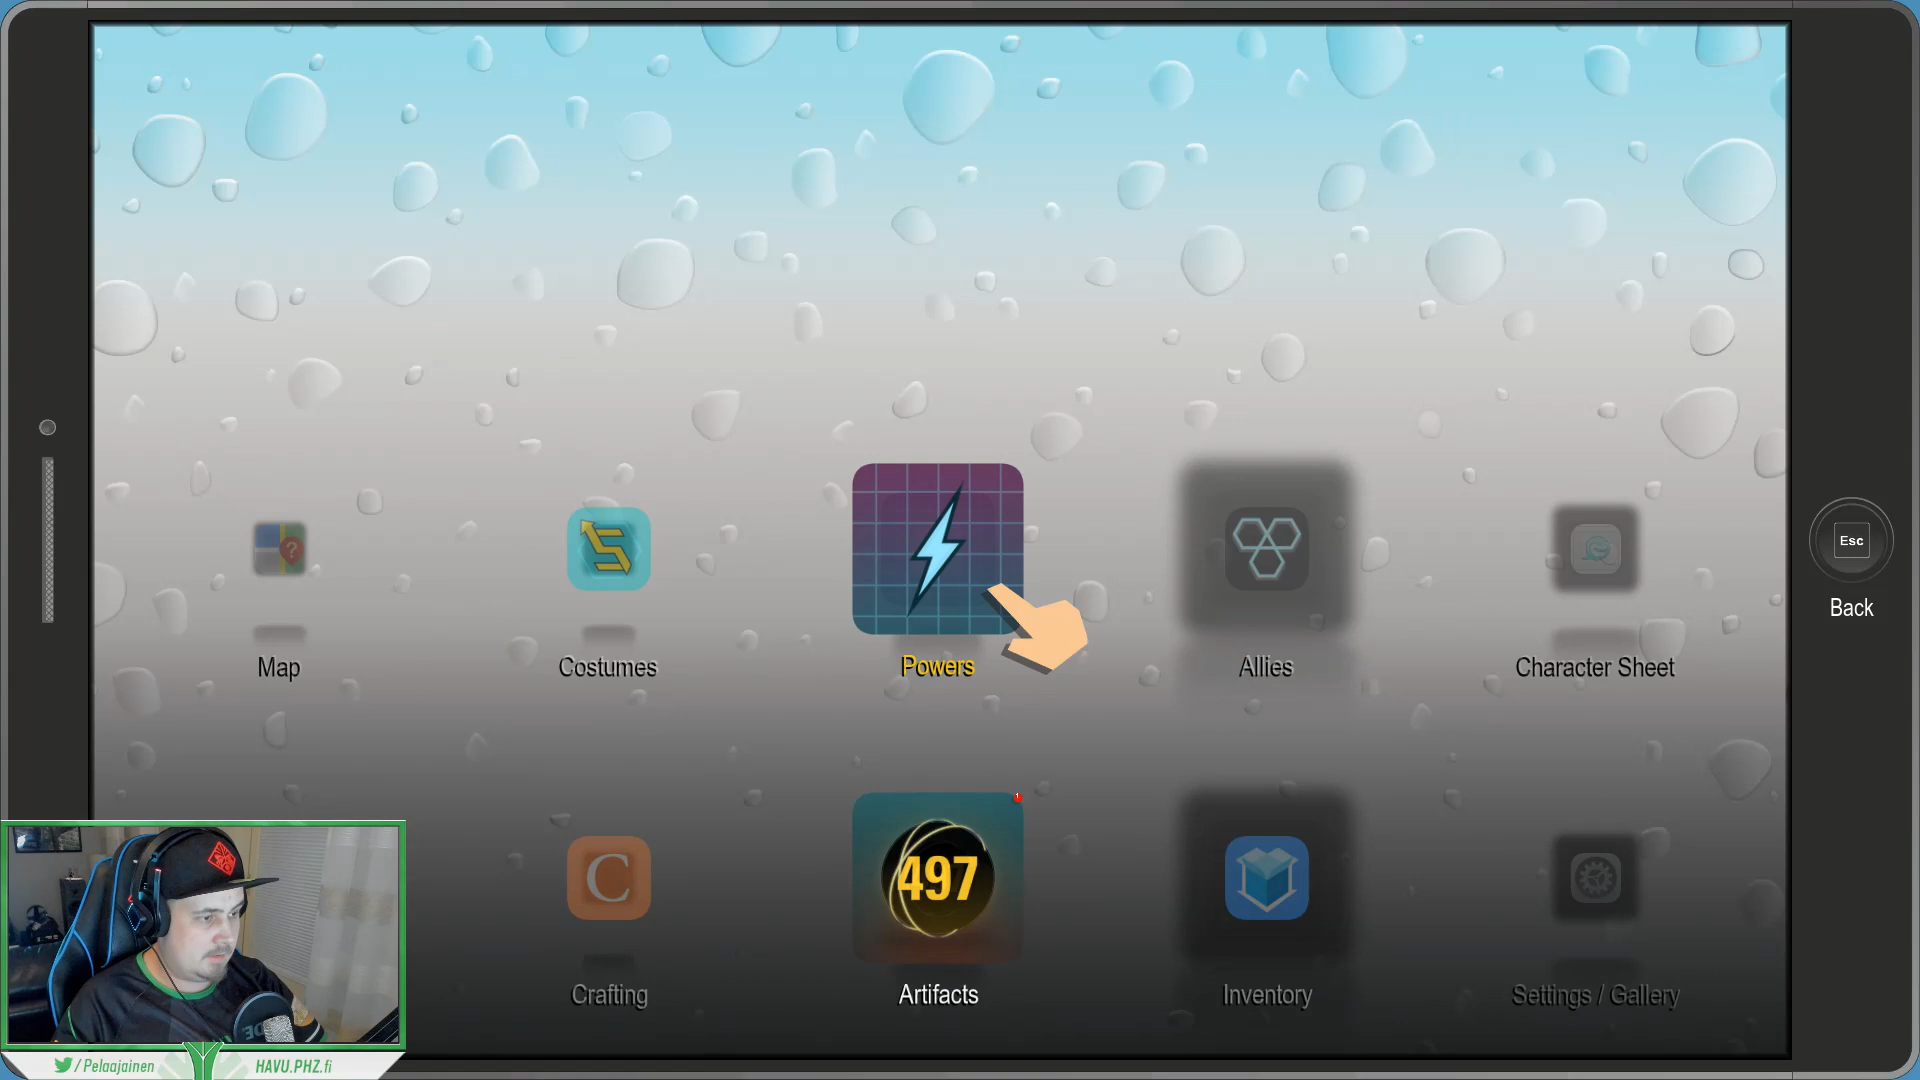 Map
Costumes
Powers
Allies
Character Sheet
Esc
Back
C
497
Crafting
Artifacts
Inventory
Settings / Gallery
/Pelaajainen
HAVU.PHZ.fi